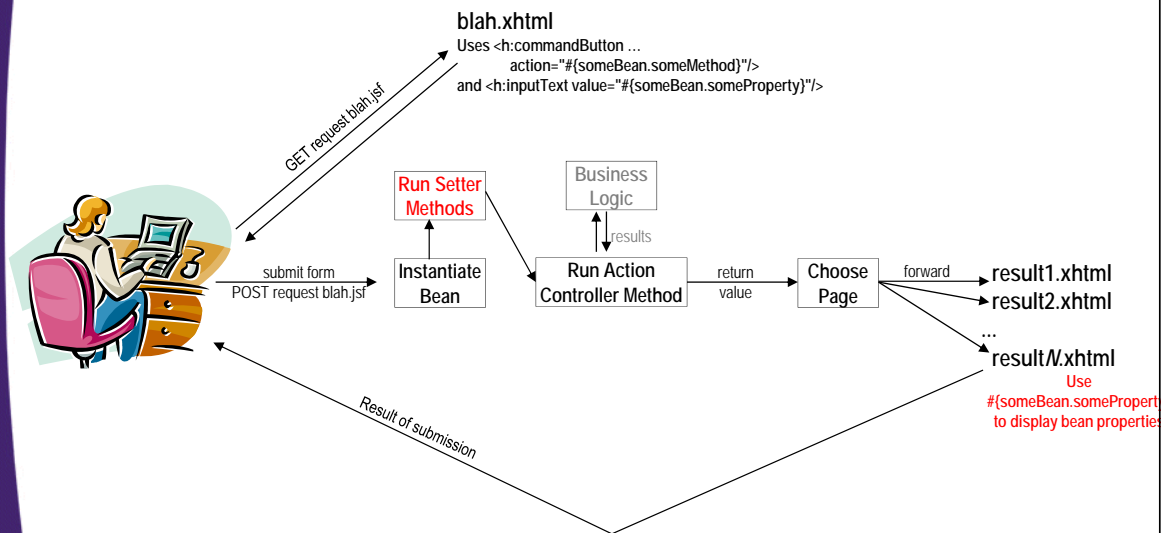 blah.xhtml
Uses <h:commandButton …
action="#{someBean.someMethod}"/>
and <h:inputText value="#{someBean.someProperty}"/>
GET request blah.jsf
Run Setter
Methods
Business
Logic
results
submit form
POST request blah.jsf
Instantiate
Bean
Run Action
Controller Method
return
value
Choose
Page
forward
result1.xhtml
result2.xhtml
...
resultN.xhtml
Use
#{someBean.someProperty
to display bean properties
Result of submission